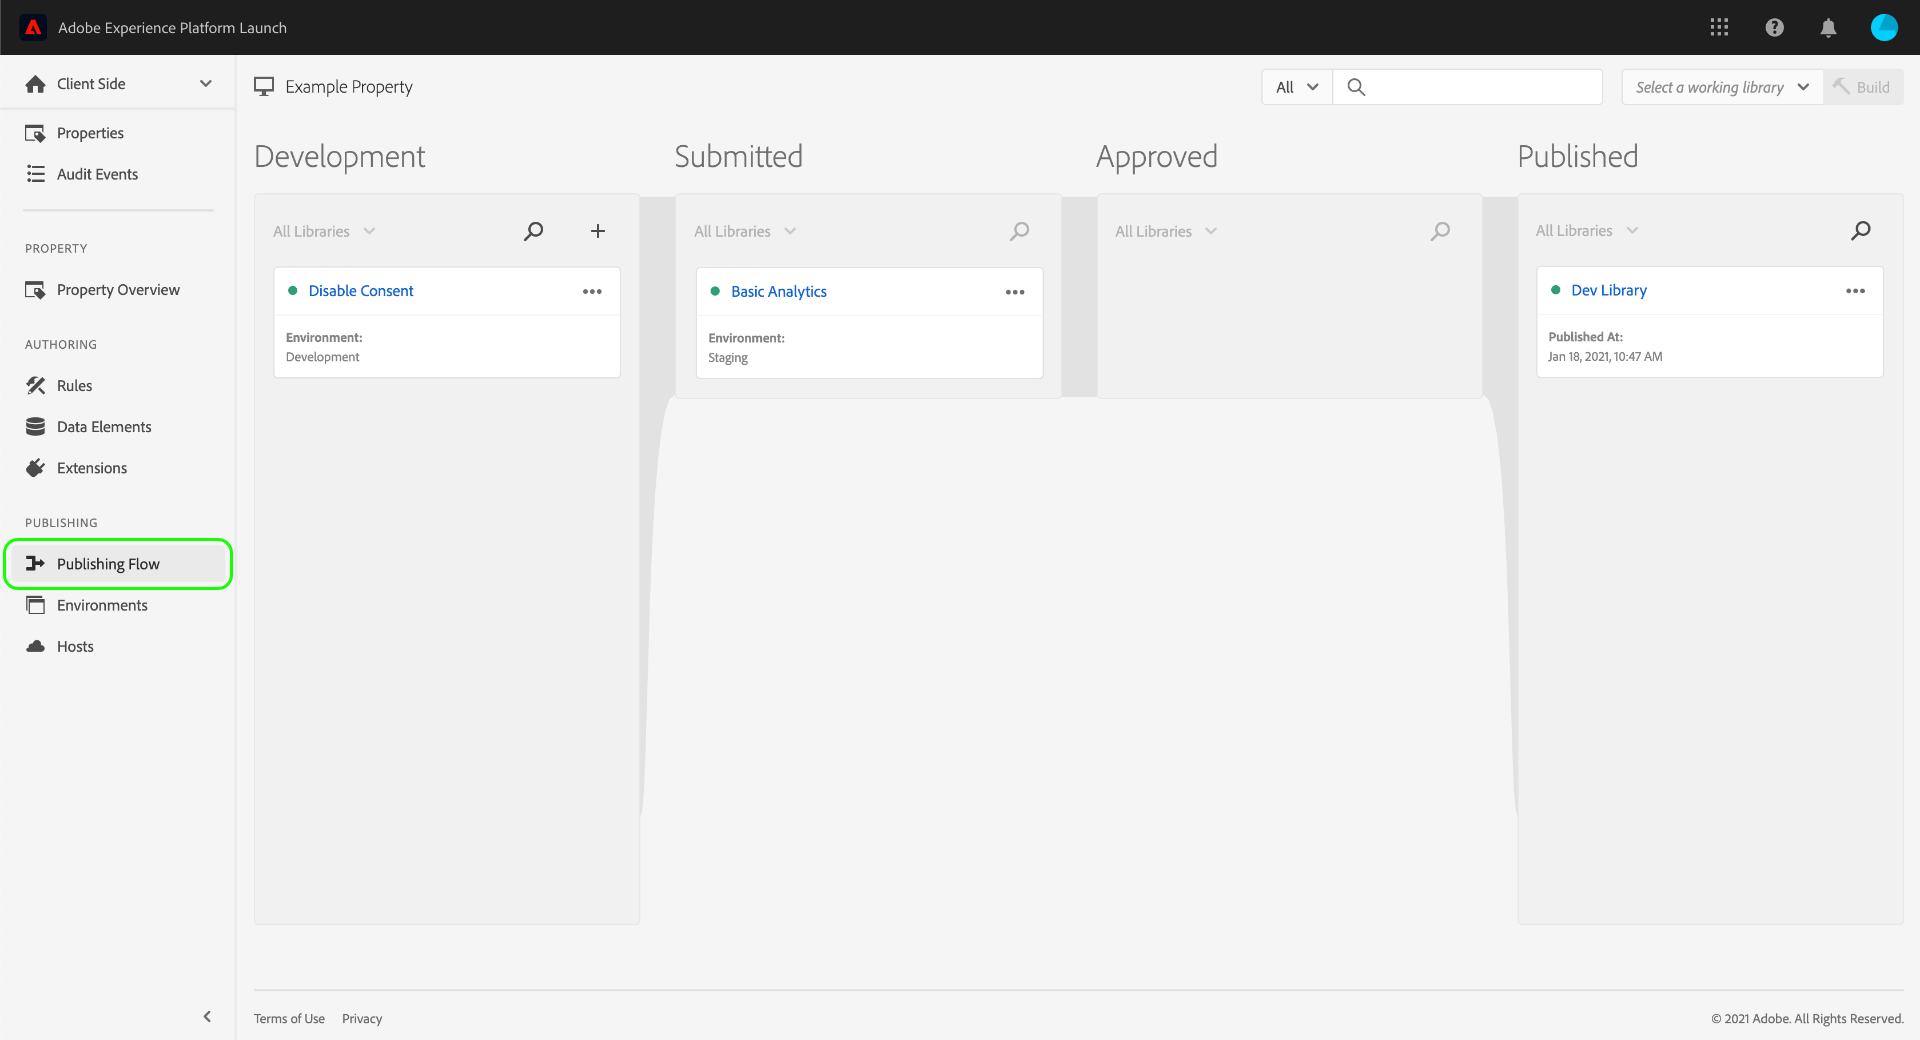 Adobe Experience Platform Launch
Client Side
Properties
Audit Events
PROPERTY
Property Overview
AUTHORING
Rules
Data Elements
Extensions
PUBLISHING
Publishing Flow
Environments
Hosts
Example Property
All
Select a working library
Build
Development
Submitted
Approved
Published
All Libraries
Disable Consent
Environment:
Development
All Libraries
Basic Analytics
Environment:
Staging
All Libraries
All Libraries
Dev Library
Published At:
Jan 18, 2021, 10:47 AM
Terms of Use Privacy
© 2021 Adobe. All Rights Reserved.